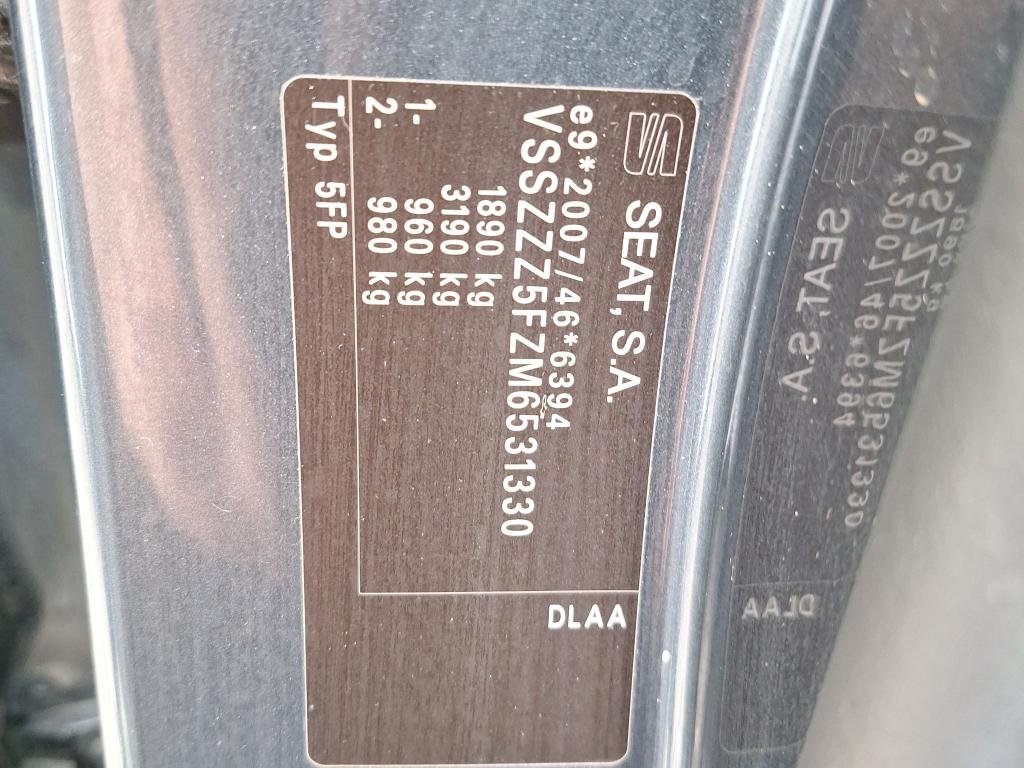 SEAT, S.A.
e9*2007/46*6394
VSSZZZ5FZM6531330
1890 kg
3190 kg
1- 960 kg
2- 980 kg
Typ 5FP
DLAA